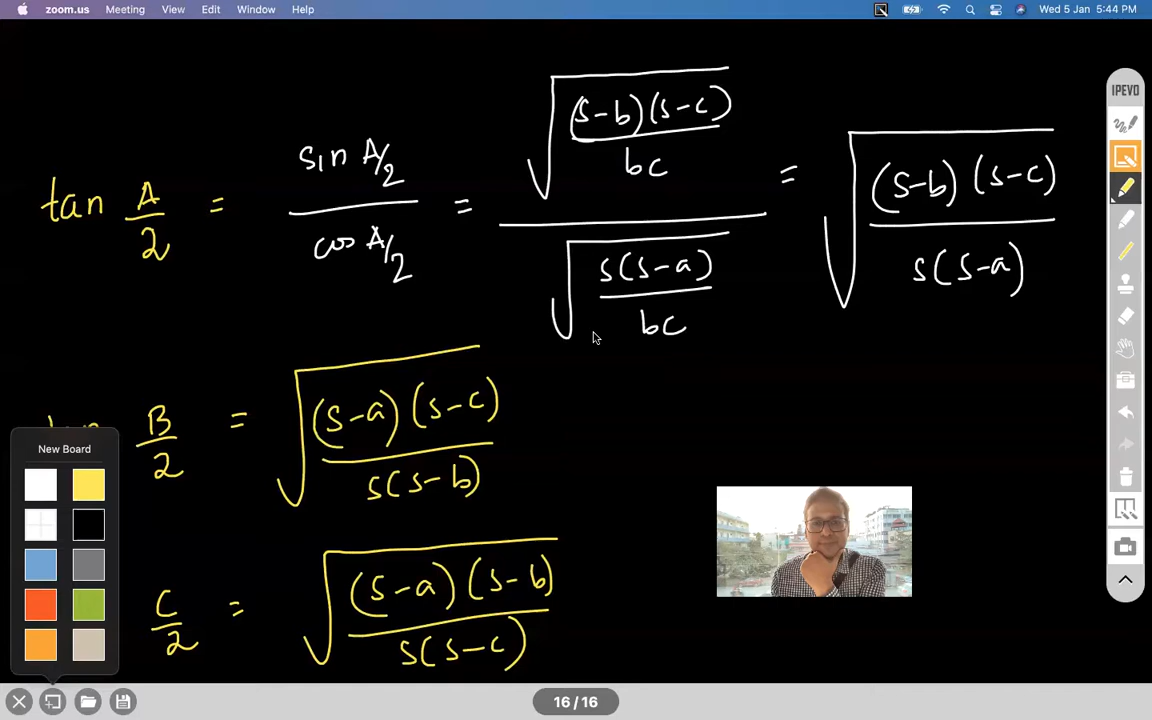 zoom.us Meeting View Edit Window Help Wed 5 Jan 5:44 PM
IPEVO
tan A/2 = sin A/2 / cos A/2 = √((s-b)(s-c)/bc) / √(s(s-a)/bc) = √((s-b)(s-c)/s(s-a))
B/2 = √((s-a)(s-c)/s(s-b))
New Board
C/2 = √((s-a)(s-b)/s(s-c))
16 / 16